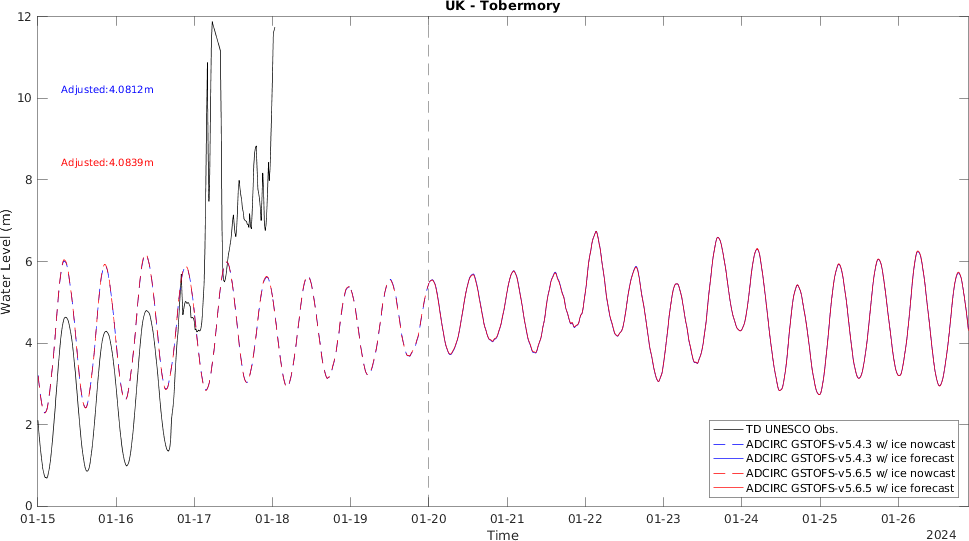 UK - Tobermory
12
10
8
6
4
2
0
Water Level (m)
Adjusted:4.0812m
Adjusted:4.0839m
TD UNESCO Obs.
ADCIRC GSTOFS-v5.4.3 w/ ice nowcast
ADCIRC GSTOFS-v5.4.3 w/ ice forecast
ADCIRC GSTOFS-v5.6.5 w/ ice nowcast
ADCIRC GSTOFS-v5.6.5 w/ ice forecast
01-15 01-16 01-17 01-18 01-19 01-20 01-21 01-22 01-23 01-24 01-25 01-26
Time
2024